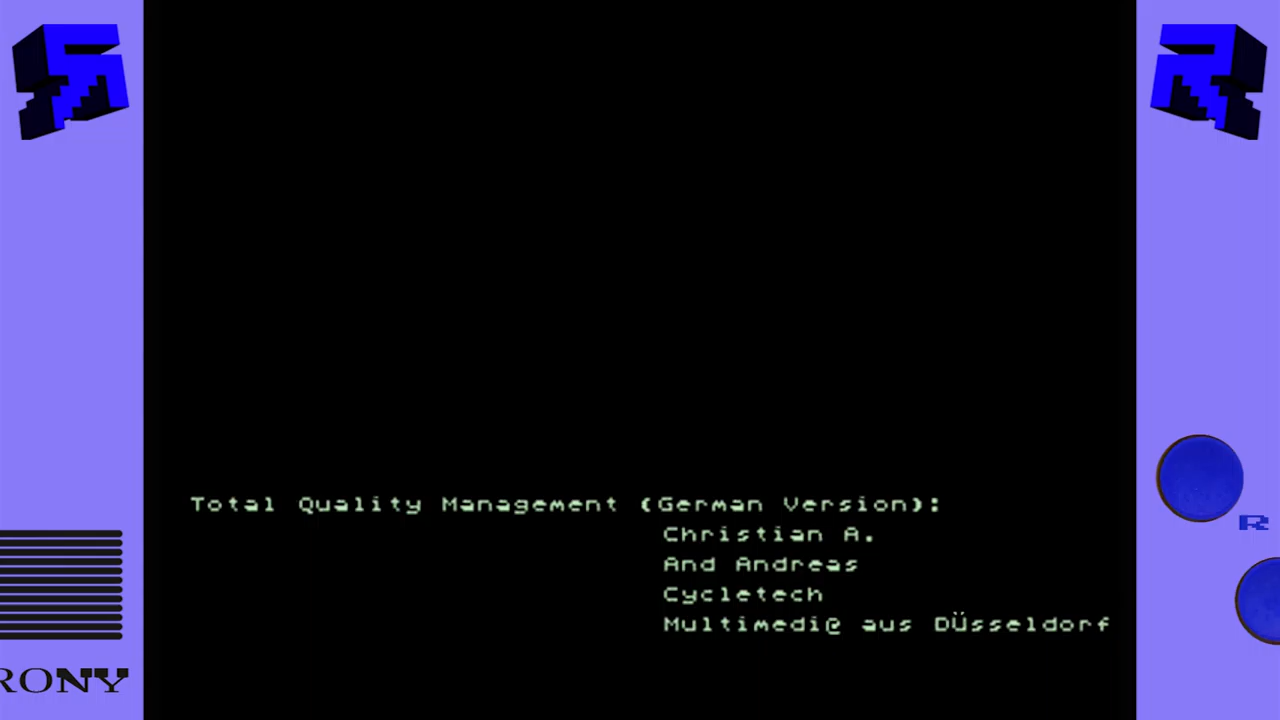 Total Quality Management (German Version):
Christian A.
And Andreas
Cycletech
Multimedi@ aus DÜsseldorf
RONY
R